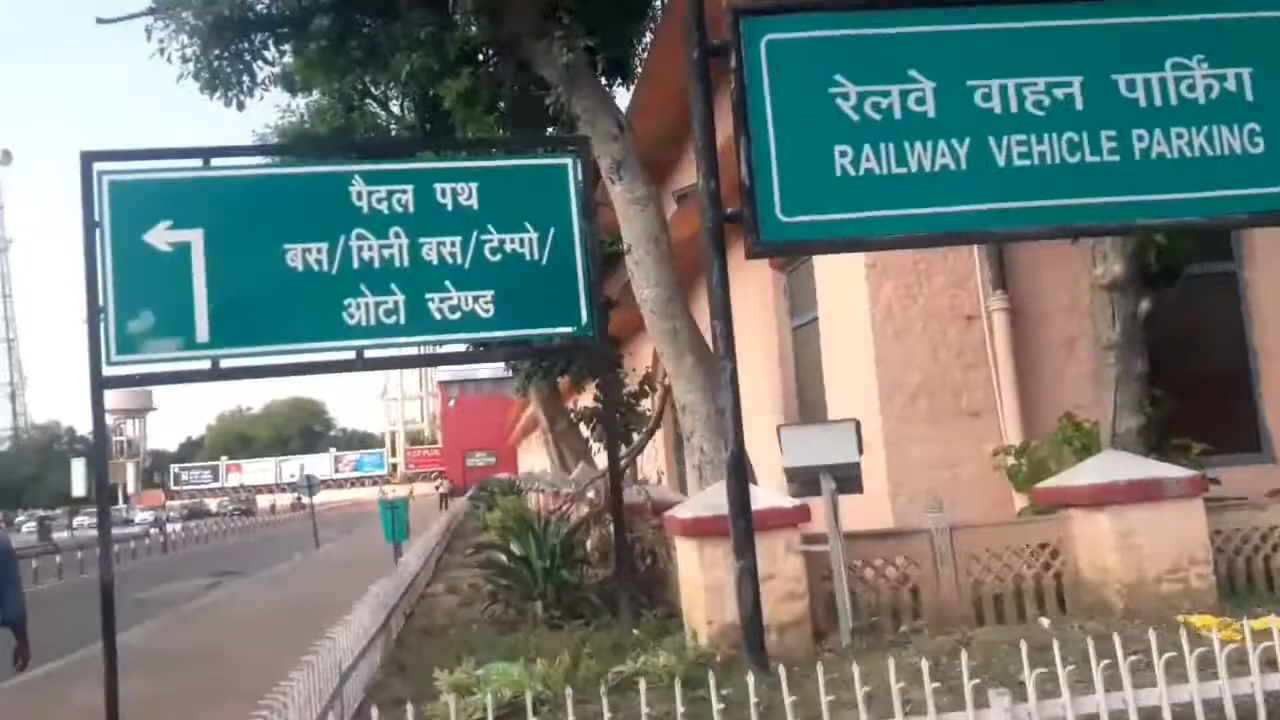 पैदल पथ
बस/मिनी बस/टेम्पो/
ओटो स्टेण्ड
रेलवे वाहन पार्किंग
RAILWAY VEHICLE PARKING